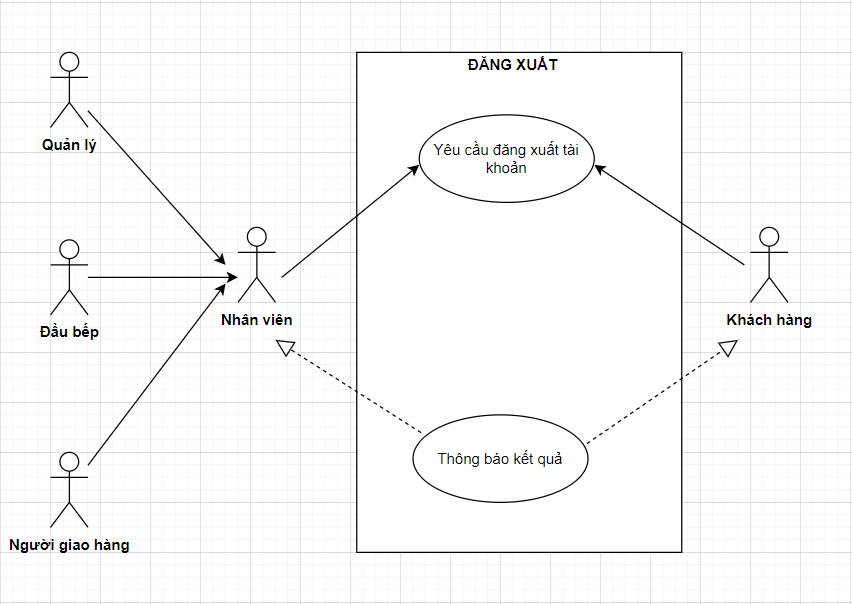 ĐĂNG XUẤT
Quản lý
Yêu cầu đăng xuất tài
khoản
Đầu bếp
Nhân viên
Khách hàng
Thông báo kết quả
Người giao hàng